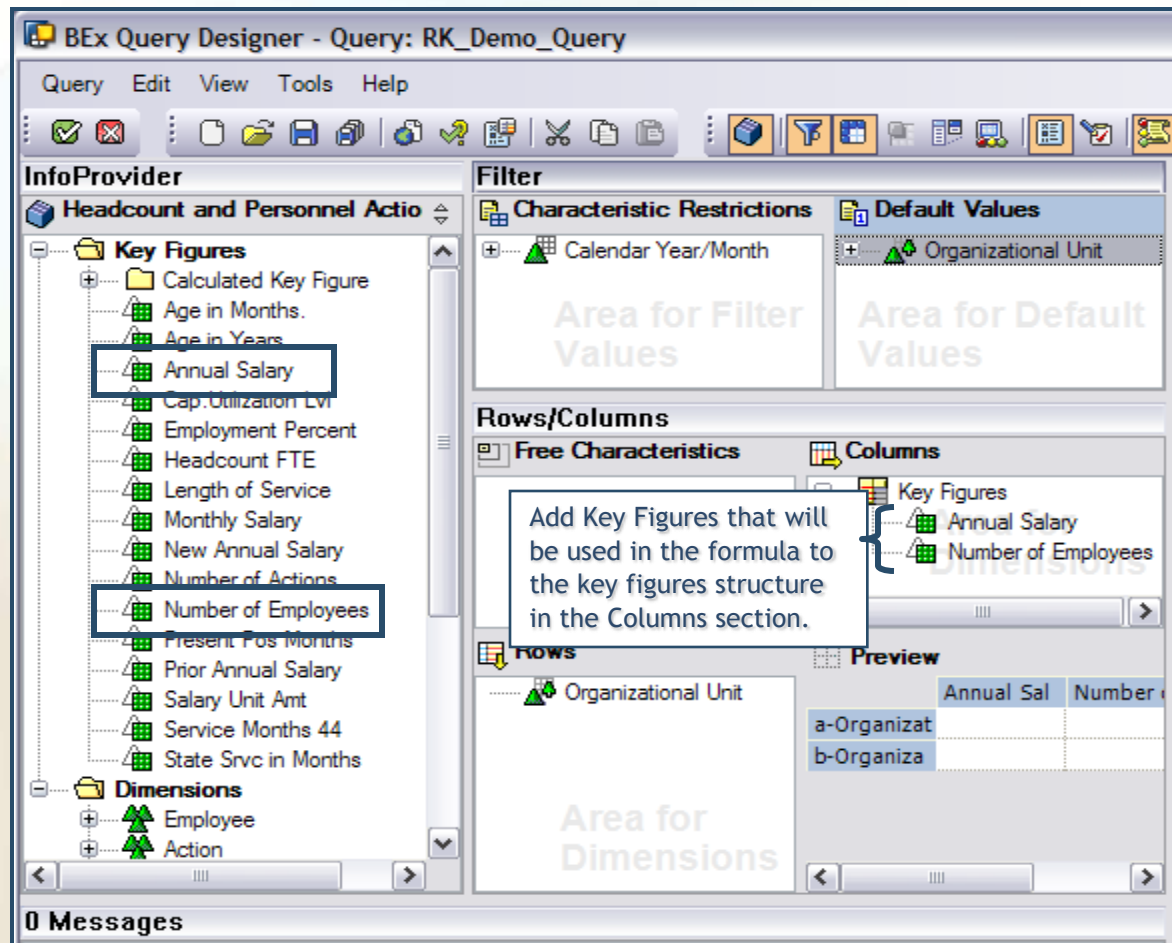 BEx Query Designer - Query: RK_Demo_Query
Query Edit View Tools Help
InfoProvider
Headcount and Personnel Actio
Key Figures
Calculated Key Figure
Age in Months.
Age in Years
Annual Salary
Cap.Utilization Lvl
Employment Percent
Headcount FTE
Length of Service
Monthly Salary
New Annual Salary
Number of Actions
Number of Employees
Present Pos Months
Prior Annual Salary
Salary Unit Amt
Service Months 44
State Srvc in Months
Dimensions
Employee
Action
Filter
Characteristic Restrictions
Calendar Year/Month
Area for Filter
Values
Default Values
Organizational Unit
Area for Default
Values
Rows/Columns
Free Characteristics
Add Key Figures that will
be used in the formula to
the key figures structure
in the Columns section.
Columns
Key Figures
Annual Salary
Number of Employees
Area for
Dimensions
Rows
Organizational Unit
Area for
Dimensions
Preview
Annual Sal Number
a-Organizat
b-Organiza
0 Messages